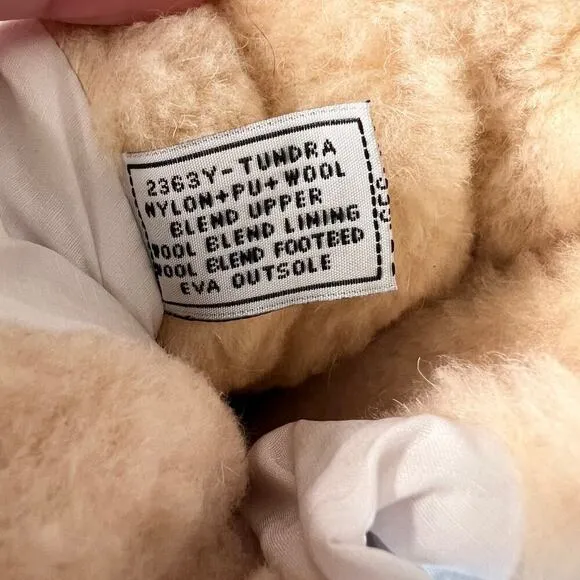 2363Y-TUNDRA
NYLON+PU+ WOOL
BLEND UPPER
WOOL BLEND LINING
WOOL BLEND FOOTBED
EVA OUTSOLE